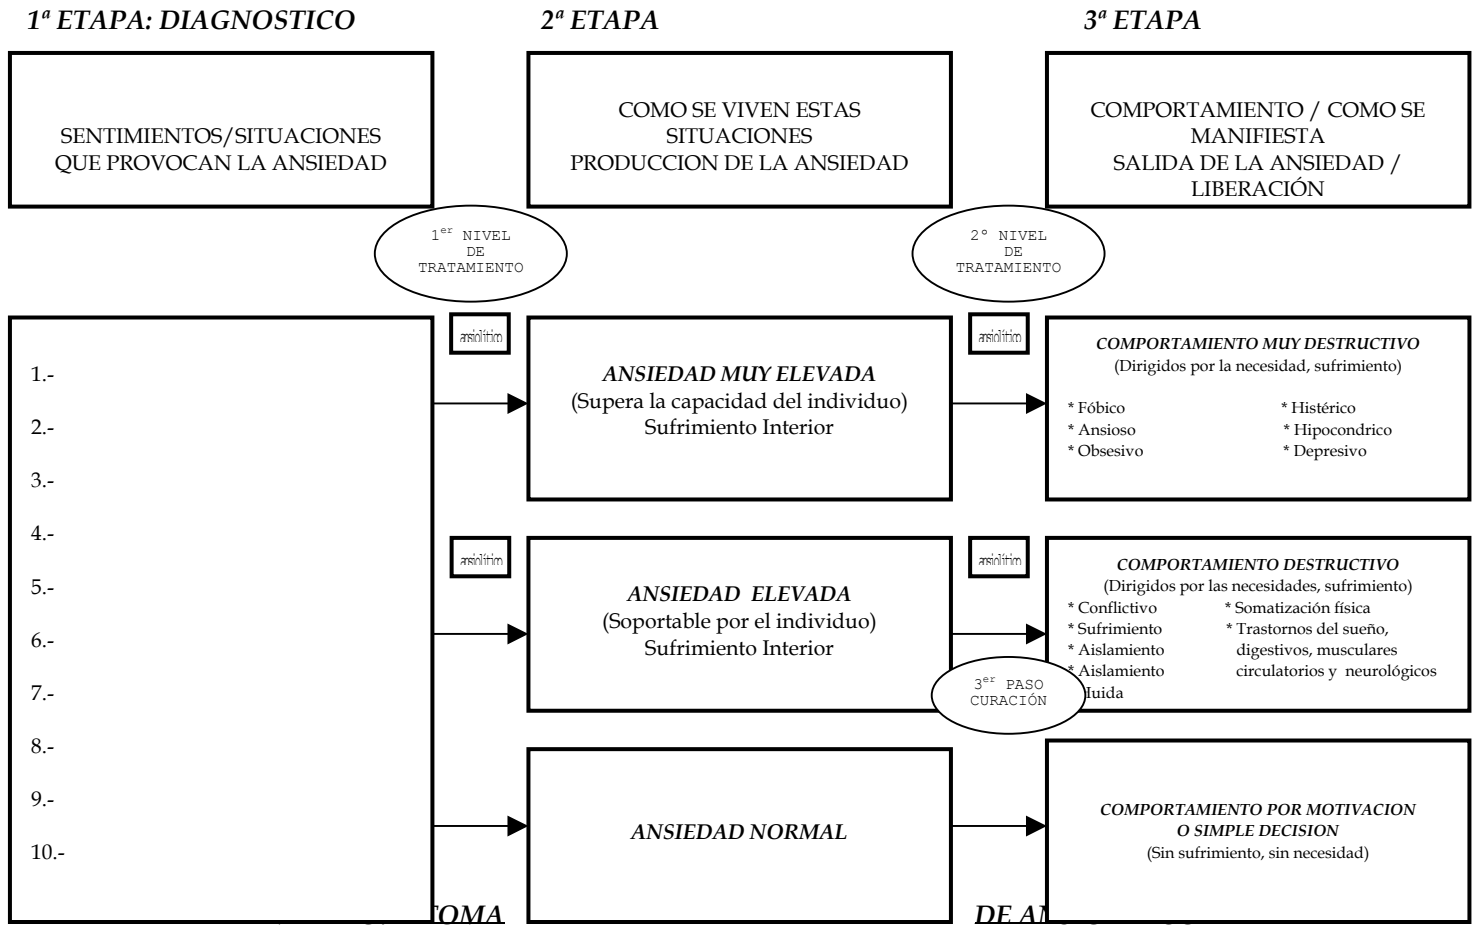 1ª ETAPA: DIAGNOSTICO
2ª ETAPA
3ª ETAPA
SENTIMIENTOS/SITUACIONES
QUE PROVOCAN LA ANSIEDAD
COMO SE VIVEN ESTAS
SITUACIONES
PRODUCCION DE LA ANSIEDAD
COMPORTAMIENTO / COMO SE
MANIFIESTA
SALIDA DE LA ANSIEDAD /
LIBERACIÓN
1er NIVEL
DE
TRATAMIENTO
2º NIVEL
DE
TRATAMIENTO
1.-
2.-
3.-
4.-
5.-
6.-
7.-
8.-
9.-
10.-
ansiolítico
ANSIEDAD MUY ELEVADA
(Supera la capacidad del individuo)
Sufrimiento Interior
ansiolítico
COMPORTAMIENTO MUY DESTRUCTIVO
(Dirigidos por la necesidad, sufrimiento)
* Fóbico * Histérico
* Ansioso * Hipocondrico
* Obsesivo * Depresivo
ansiolítico
ANSIEDAD ELEVADA
(Soportable por el individuo)
Sufrimiento Interior
ansiolítico
COMPORTAMIENTO DESTRUCTIVO
(Dirigidos por las necesidades, sufrimiento)
* Conflictivo * Somatización física
* Sufrimiento * Trastornos del sueño,
* Aislamiento digestivos, musculares
* Aislamiento circulatorios y neurológicos
Huida
3er PASO
CURACIÓN
ANSIEDAD NORMAL
COMPORTAMIENTO POR MOTIVACION
O SIMPLE DECISION
(Sin sufrimiento, sin necesidad)
TOMA DE